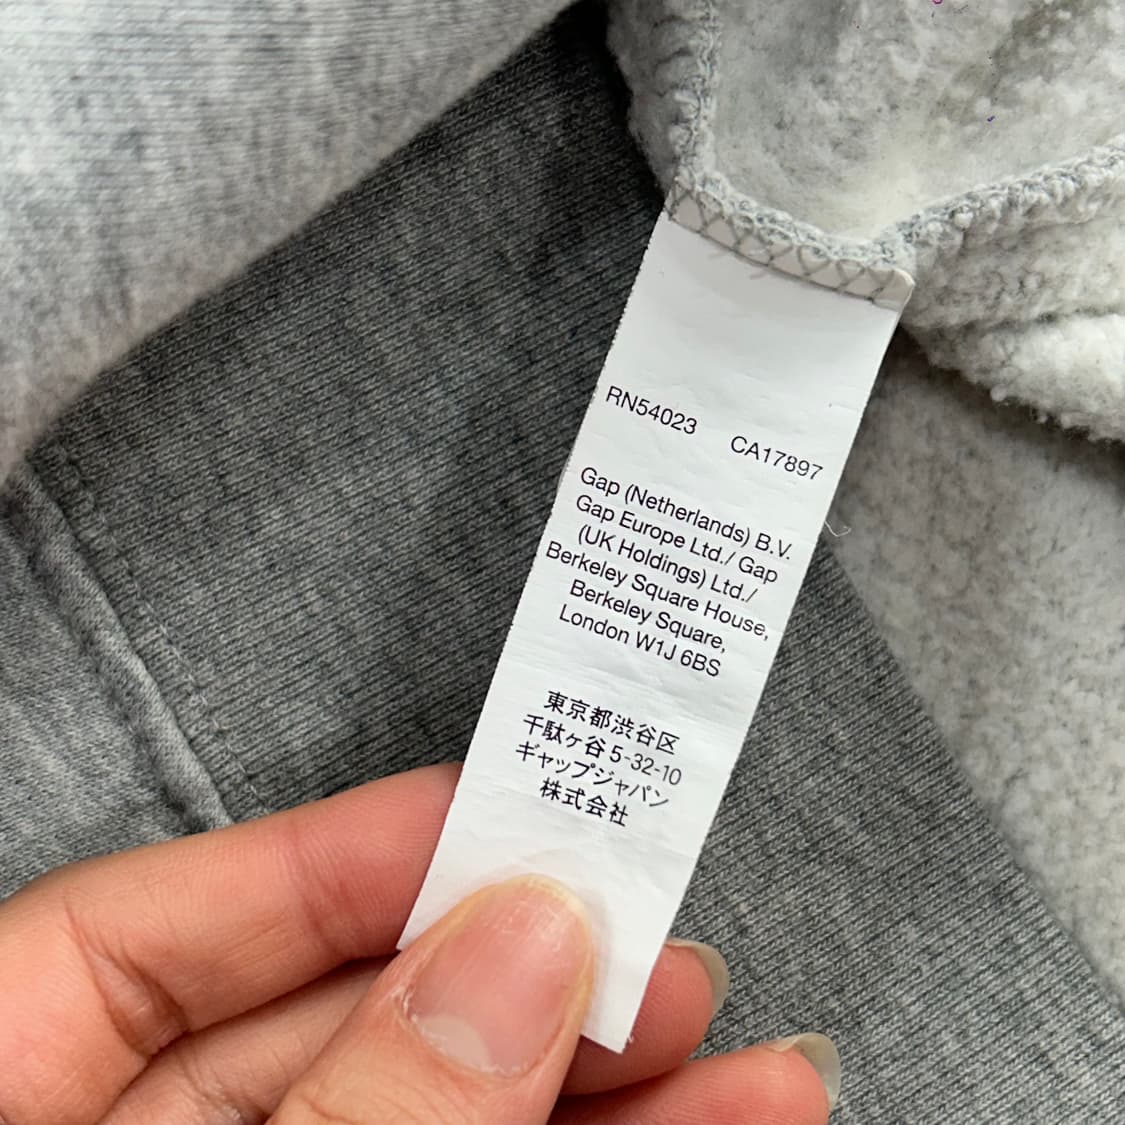 RN54023 CA17897
Gap (Netherlands) B.V.
Gap Europe Ltd./ Gap
(UK Holdings) Ltd./
Berkeley Square House,
Berkeley Square,
London W1J 6BS
東京都渋谷区
千駄ヶ谷5-32-10
ギャップジャパン
株式会社